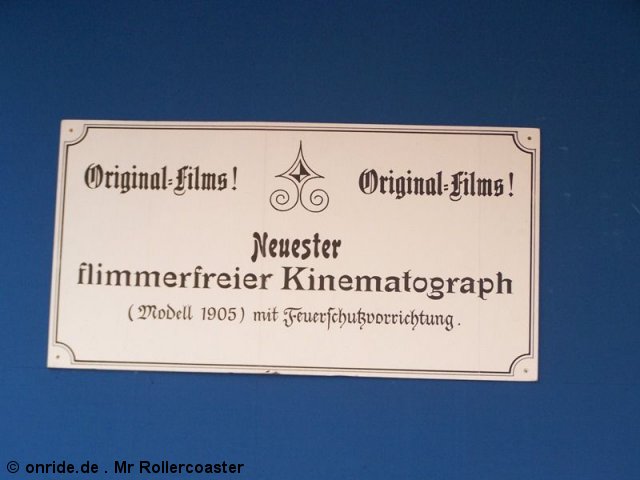 Original=Films! Original=Films!
Neuester
flimmerfreier Kinematograph
(Modell 1905) mit Feuerſchutzvorrichtung.
© onride.de . Mr Rollercoaster